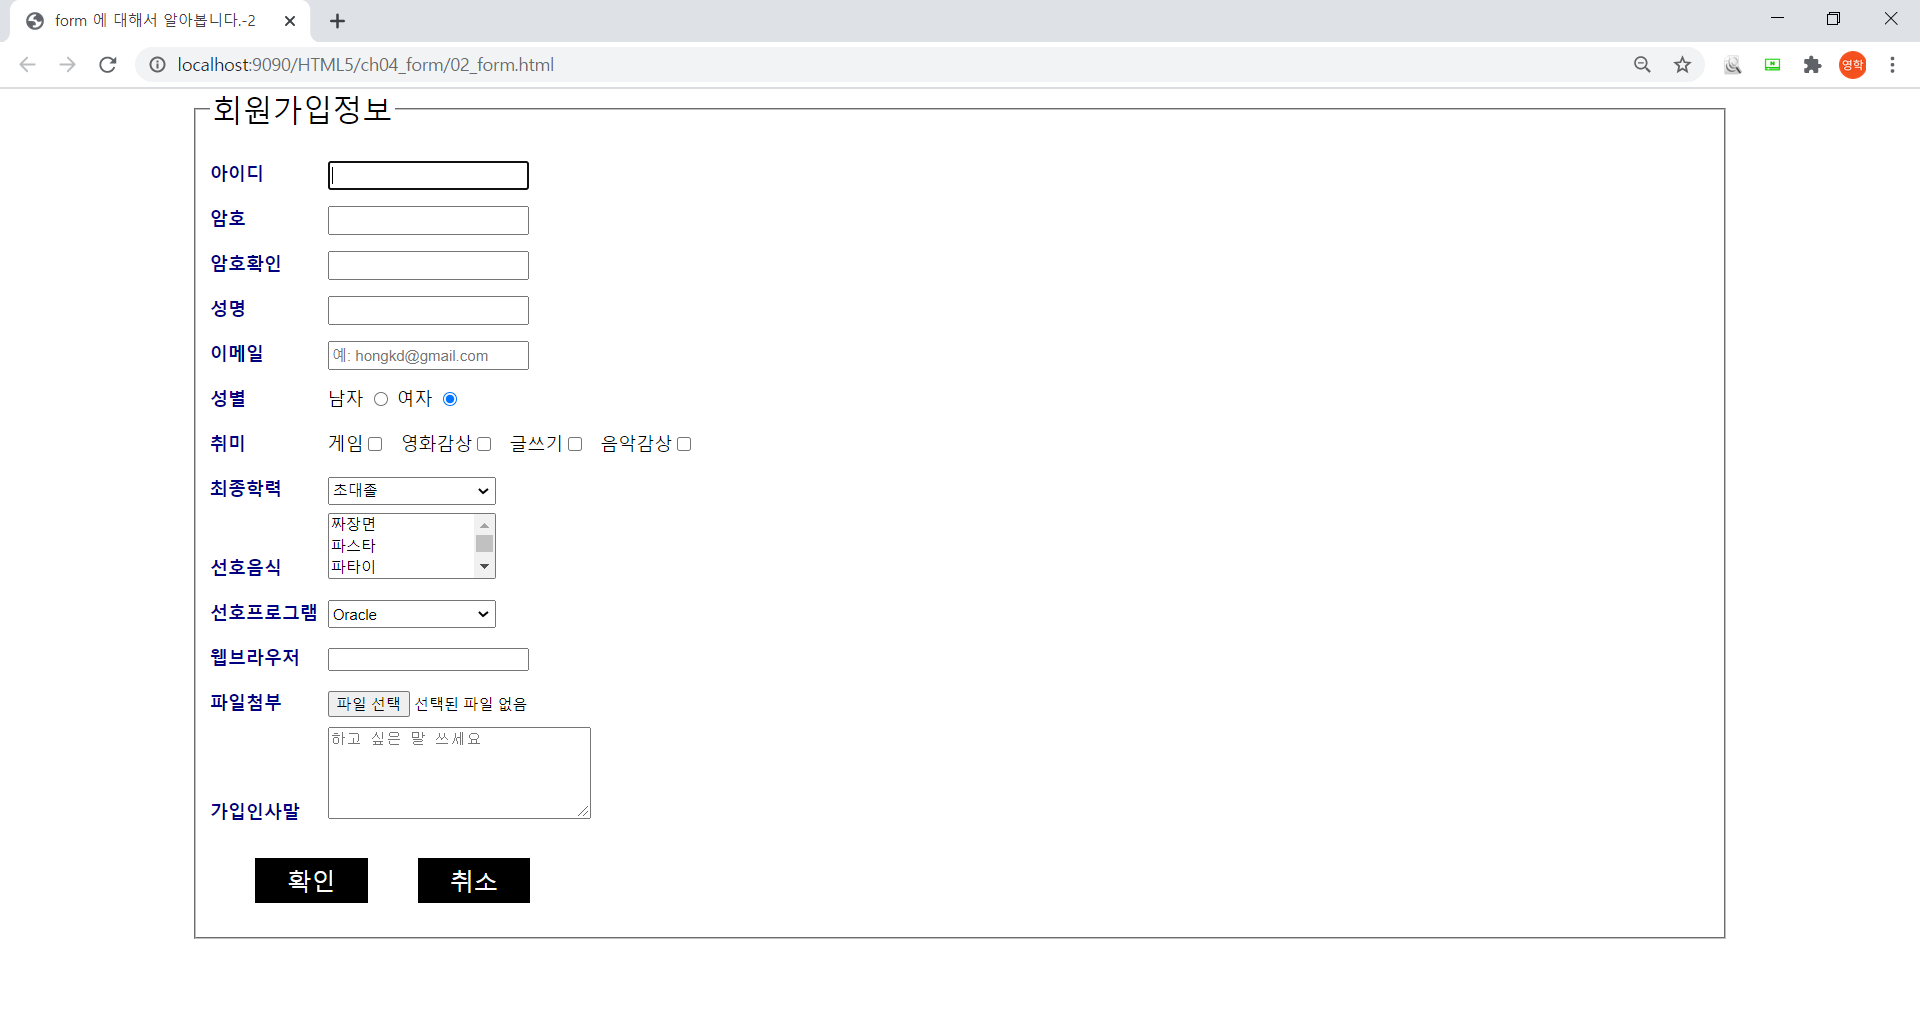 form 에 대해서 알아봅니다.-2
localhost:9090/HTML5/ch04_form/02_form.html
영학
회원가입정보
아이디
암호
암호확인
성명
이메일 예: hongkd@gmail.com
성별 남자 여자
취미 게임 영화감상 글쓰기 음악감상
최종학력 초대졸
짜장면
파스타
파타이
선호음식
선호프로그램 Oracle
웹브라우저
파일첨부 파일 선택 선택된 파일 없음
하고 싶은 말 쓰세요
가입인사말
확인 취소